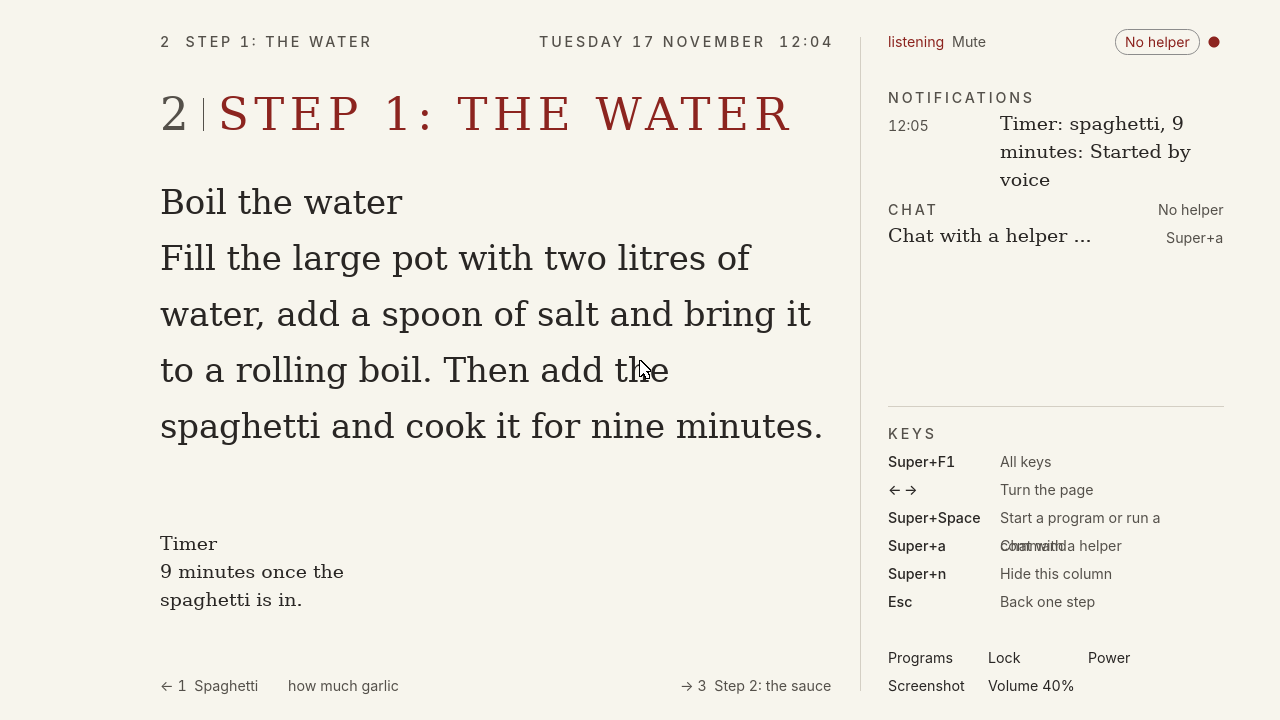 2 STEP 1: THE WATER
TUESDAY 17 NOVEMBER 12:04
2 STEP 1: THE WATER
Boil the water
Fill the large pot with two litres of
water, add a spoon of salt and bring it
to a rolling boil. Then add the
spaghetti and cook it for nine minutes.
Timer
9 minutes once the
spaghetti is in.
← 1 Spaghetti how much garlic
→ 3 Step 2: the sauce
listening Mute
No helper
NOTIFICATIONS
12:05 Timer: spaghetti, 9
minutes: Started by
voice
CHAT No helper
Chat with a helper ... Super+a
KEYS
Super+F1 All keys
← → Turn the page
Super+Space Start a program or run a
command
Super+a Chat with a helper
Super+n Hide this column
Esc Back one step
Programs Lock Power
Screenshot Volume 40%